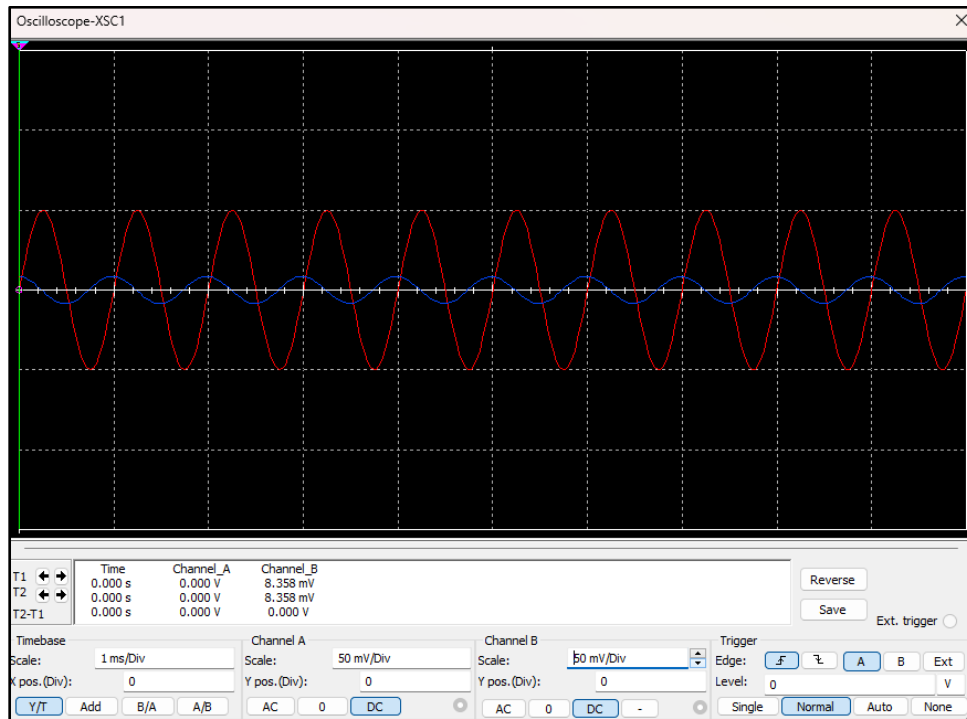 Oscilloscope-XSC1
Time Channel_A Channel_B
T1 0.000 s 0.000 V 8.358 mV
T2 0.000 s 0.000 V 8.358 mV
T2-T1 0.000 s 0.000 V 0.000 V
Reverse
Save
Ext. trigger
Timebase
Scale: 1 ms/Div
X pos.(Div): 0
Y/T Add B/A A/B
Channel A
Scale: 50 mV/Div
Y pos.(Div): 0
AC 0 DC
Channel B
Scale: 50 mV/Div
Y pos.(Div): 0
AC 0 DC -
Trigger
Edge: A B Ext
Level: 0 V
Single Normal Auto None